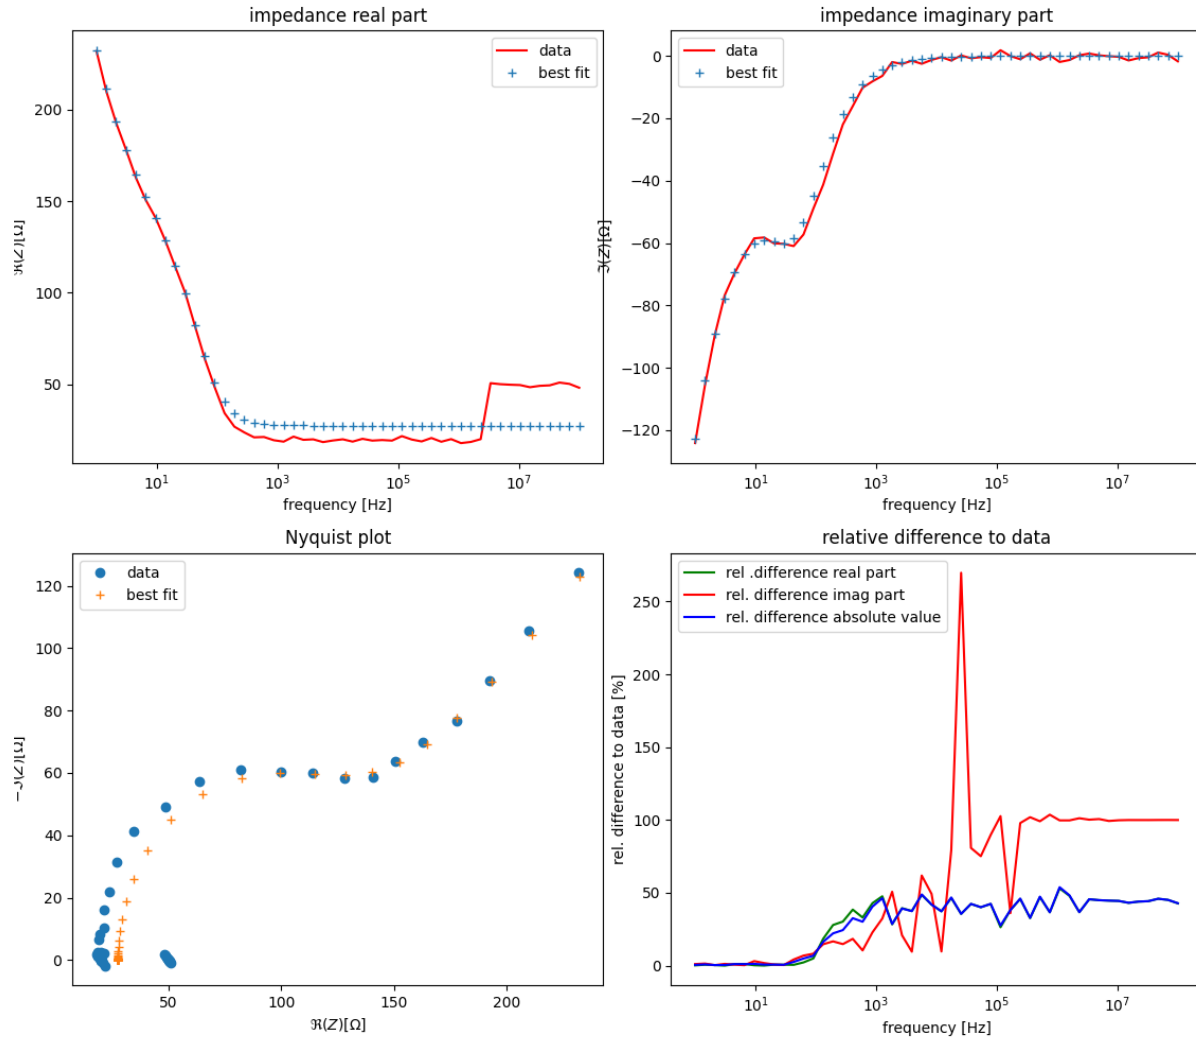 impedance real part
data
best fit
250
200
150
100
50
ℜ(Z)[Ω]
10¹
10³
10⁵
10⁷
frequency [Hz]
impedance imaginary part
data
best fit
0
−20
−40
−60
−80
−100
−120
ℑ(Z)[Ω]
10¹
10³
10⁵
10⁷
frequency [Hz]
Nyquist plot
data
best fit
120
100
80
60
40
20
0
−ℑ(Z)[Ω]
50
100
150
200
ℜ(Z)[Ω]
relative difference to data
rel .difference real part
rel. difference imag part
rel. difference absolute value
250
200
150
100
50
0
rel. difference to data [%]
10¹
10³
10⁵
10⁷
frequency [Hz]